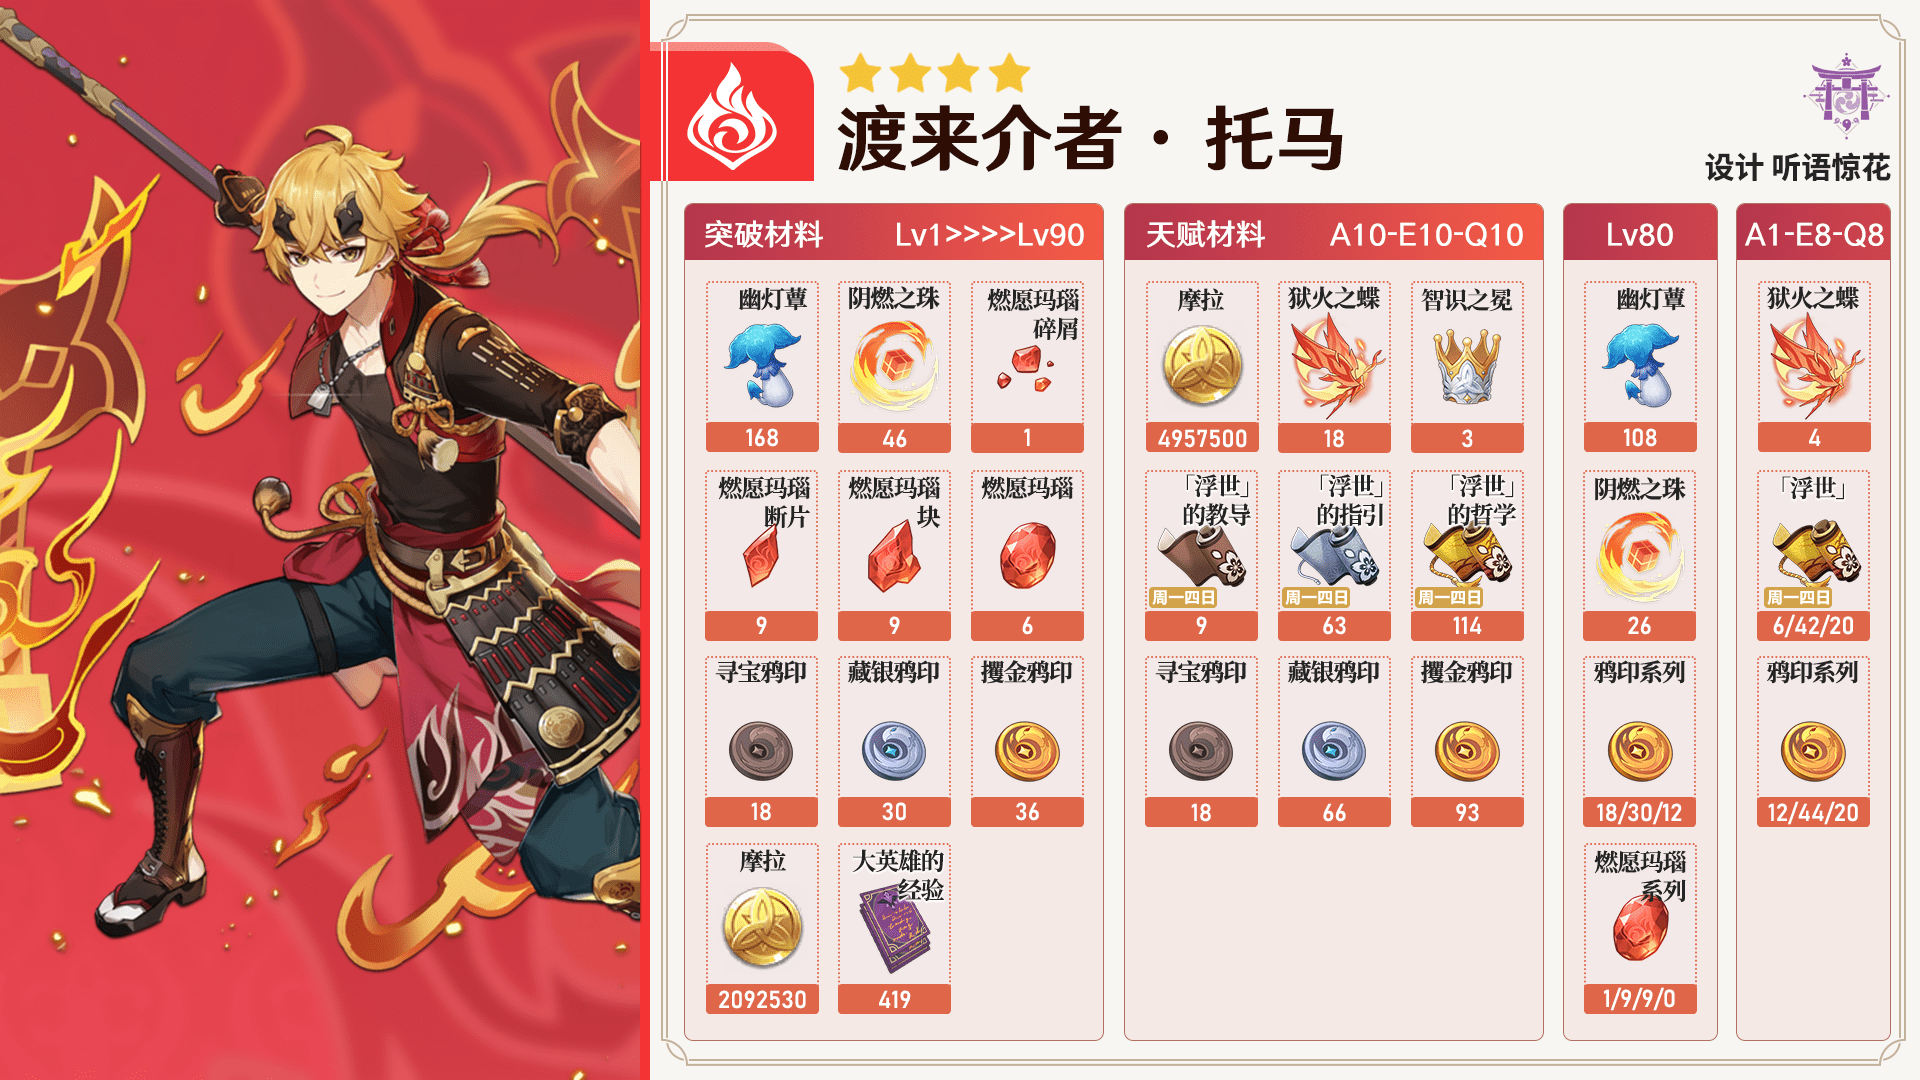 渡来介者·托马
设计 听语惊花
突破材料 Lv1>>>>Lv90
幽灯蕈
168
阴燃之珠
46
燃愿玛瑙
碎屑
1
燃愿玛瑙
断片
9
燃愿玛瑙
块
9
燃愿玛瑙
6
寻宝鸦印
18
藏银鸦印
30
攫金鸦印
36
摩拉
2092530
大英雄的
经验
419
天赋材料 A10-E10-Q10
摩拉
4957500
狱火之蝶
18
智识之冕
3
「浮世」
的教导
周一四日
9
「浮世」
的指引
周一四日
63
「浮世」
的哲学
周一四日
114
寻宝鸦印
18
藏银鸦印
66
攫金鸦印
93
Lv80
幽灯蕈
108
阴燃之珠
26
鸦印系列
18/30/12
燃愿玛瑙
系列
1/9/9/0
A1-E8-Q8
狱火之蝶
4
「浮世」
周一四日
6/42/20
鸦印系列
12/44/20